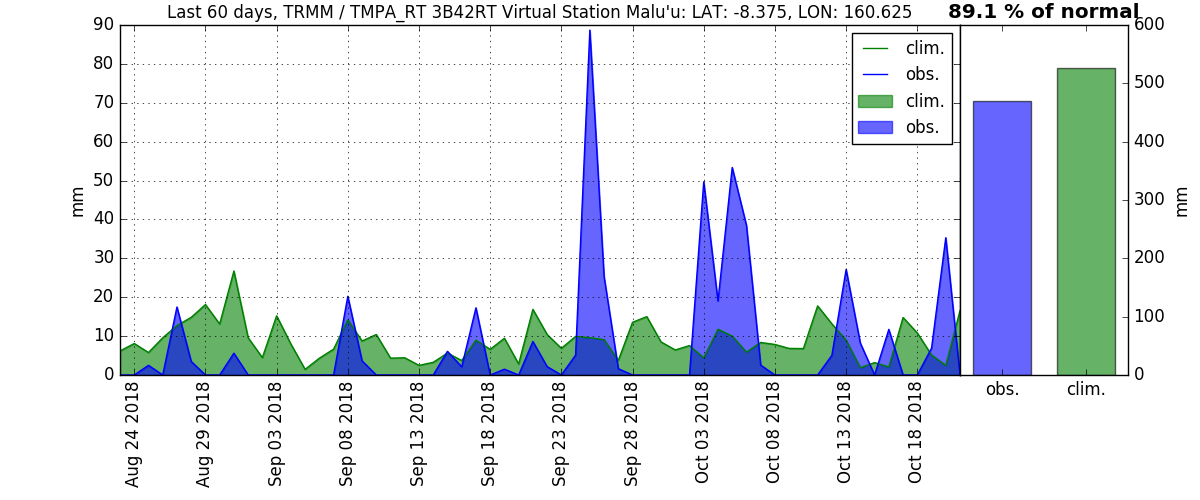 Last 60 days, TRMM / TMPA_RT 3B42RT Virtual Station Malu'u: LAT: -8.375, LON: 160.625
89.1 % of normal
mm
90
80
70
60
50
40
30
20
10
0
clim.
obs.
clim.
obs.
600
500
400
300
200
100
0
mm
Aug 24 2018
Aug 29 2018
Sep 03 2018
Sep 08 2018
Sep 13 2018
Sep 18 2018
Sep 23 2018
Sep 28 2018
Oct 03 2018
Oct 08 2018
Oct 13 2018
Oct 18 2018
obs.
clim.